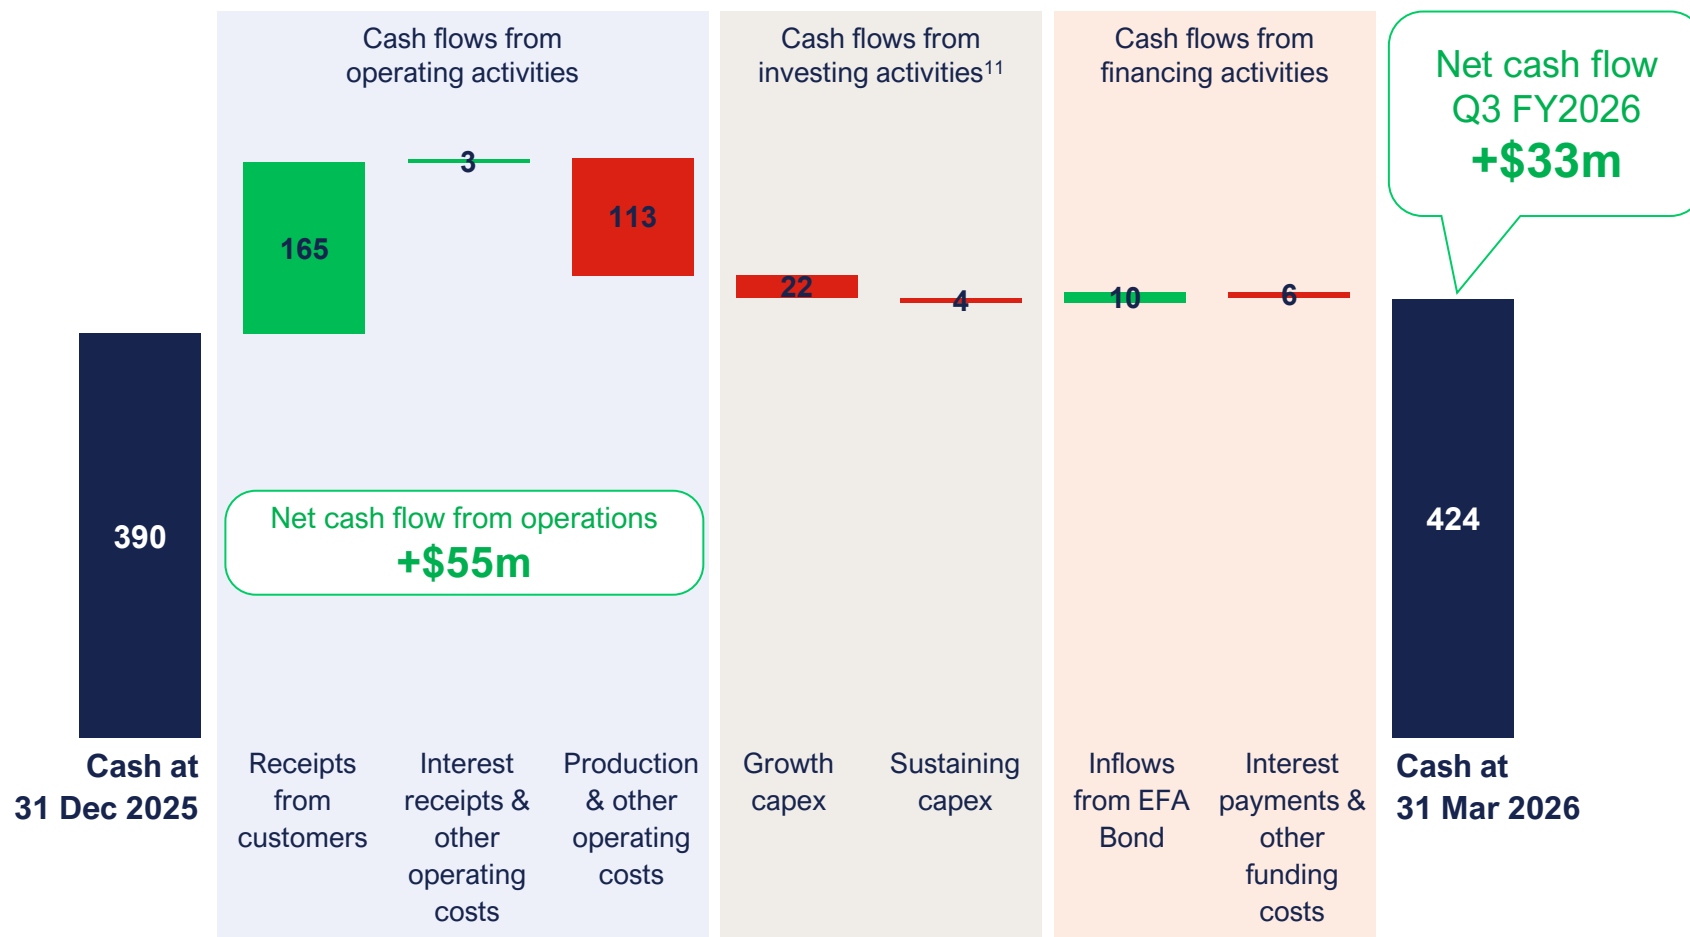 Cash flows from
operating activities
Cash flows from
investing activities¹¹
Cash flows from
financing activities
Net cash flow
Q3 FY2026
+$33m
390
165
3
113
22
4
10
6
424
Net cash flow from operations
+$55m
Cash at
31 Dec 2025
Receipts
from
customers
Interest
receipts &
other
operating
costs
Production
& other
operating
costs
Growth
capex
Sustaining
capex
Inflows
from EFA
Bond
Interest
payments &
other
funding
costs
Cash at
31 Mar 2026